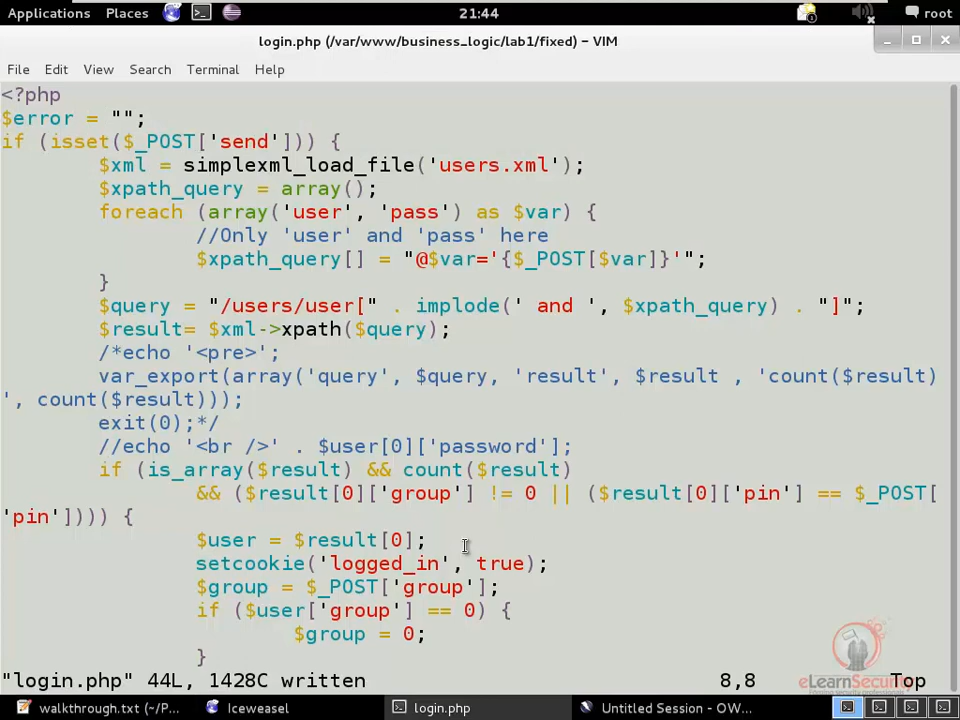 Applications Places 21:44 root
login.php (/var/www/business_logic/lab1/fixed) - VIM
File Edit View Search Terminal Help
<?php
$error = "";
if (isset($_POST['send'])) {
$xml = simplexml_load_file('users.xml');
$xpath_query = array();
foreach (array('user', 'pass') as $var) {
//Only 'user' and 'pass' here
$xpath_query[] = "@$var='{$_POST[$var]}'";
}
$query = "/users/user[" . implode(' and ', $xpath_query) . "]";
$result= $xml->xpath($query);
/*echo '<pre>';
var_export(array('query', $query, 'result', $result , 'count($result)
', count($result)));
exit(0);*/
//echo '<br />' . $user[0]['password'];
if (is_array($result) && count($result)
&& ($result[0]['group'] != 0 || ($result[0]['pin'] == $_POST[
'pin']))) {
$user = $result[0];
setcookie('logged_in', true);
$group = $_POST['group'];
if ($user['group'] == 0) {
$group = 0;
}
"login.php" 44L, 1428C written 8,8 Top
eLearnSecurity
walkthrough.txt (~/P... Iceweasel login.php Untitled Session - OW...